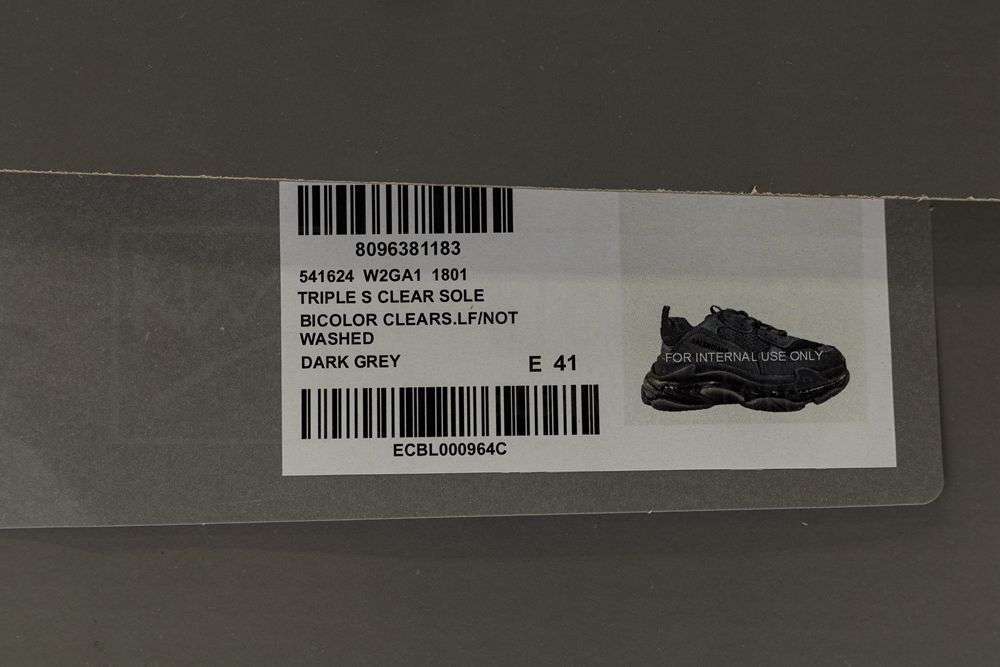 8096381183
541624 W2GA1 1801
TRIPLE S CLEAR SOLE
BICOLOR CLEARS.LF/NOT
WASHED
DARK GREY
E 41
FOR INTERNAL USE ONLY
ECBL000964C